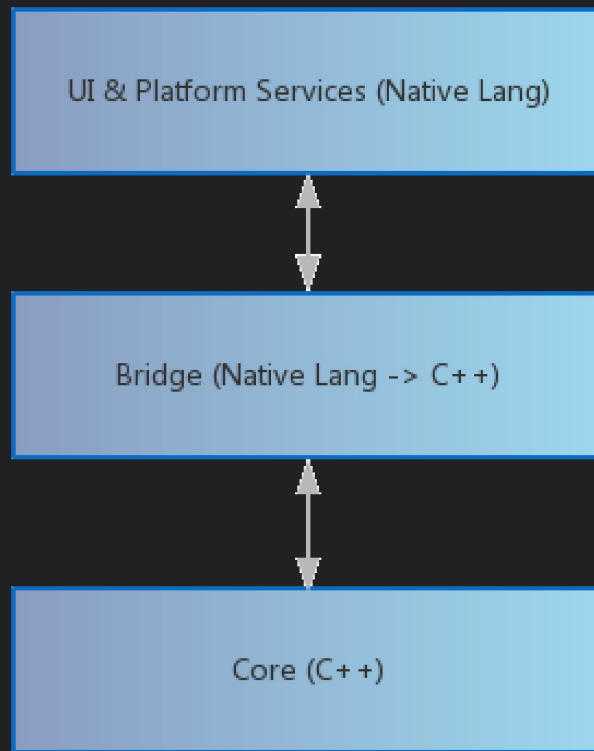 UI & Platform Services (Native Lang)
Bridge (Native Lang -> C++)
Core (C++)